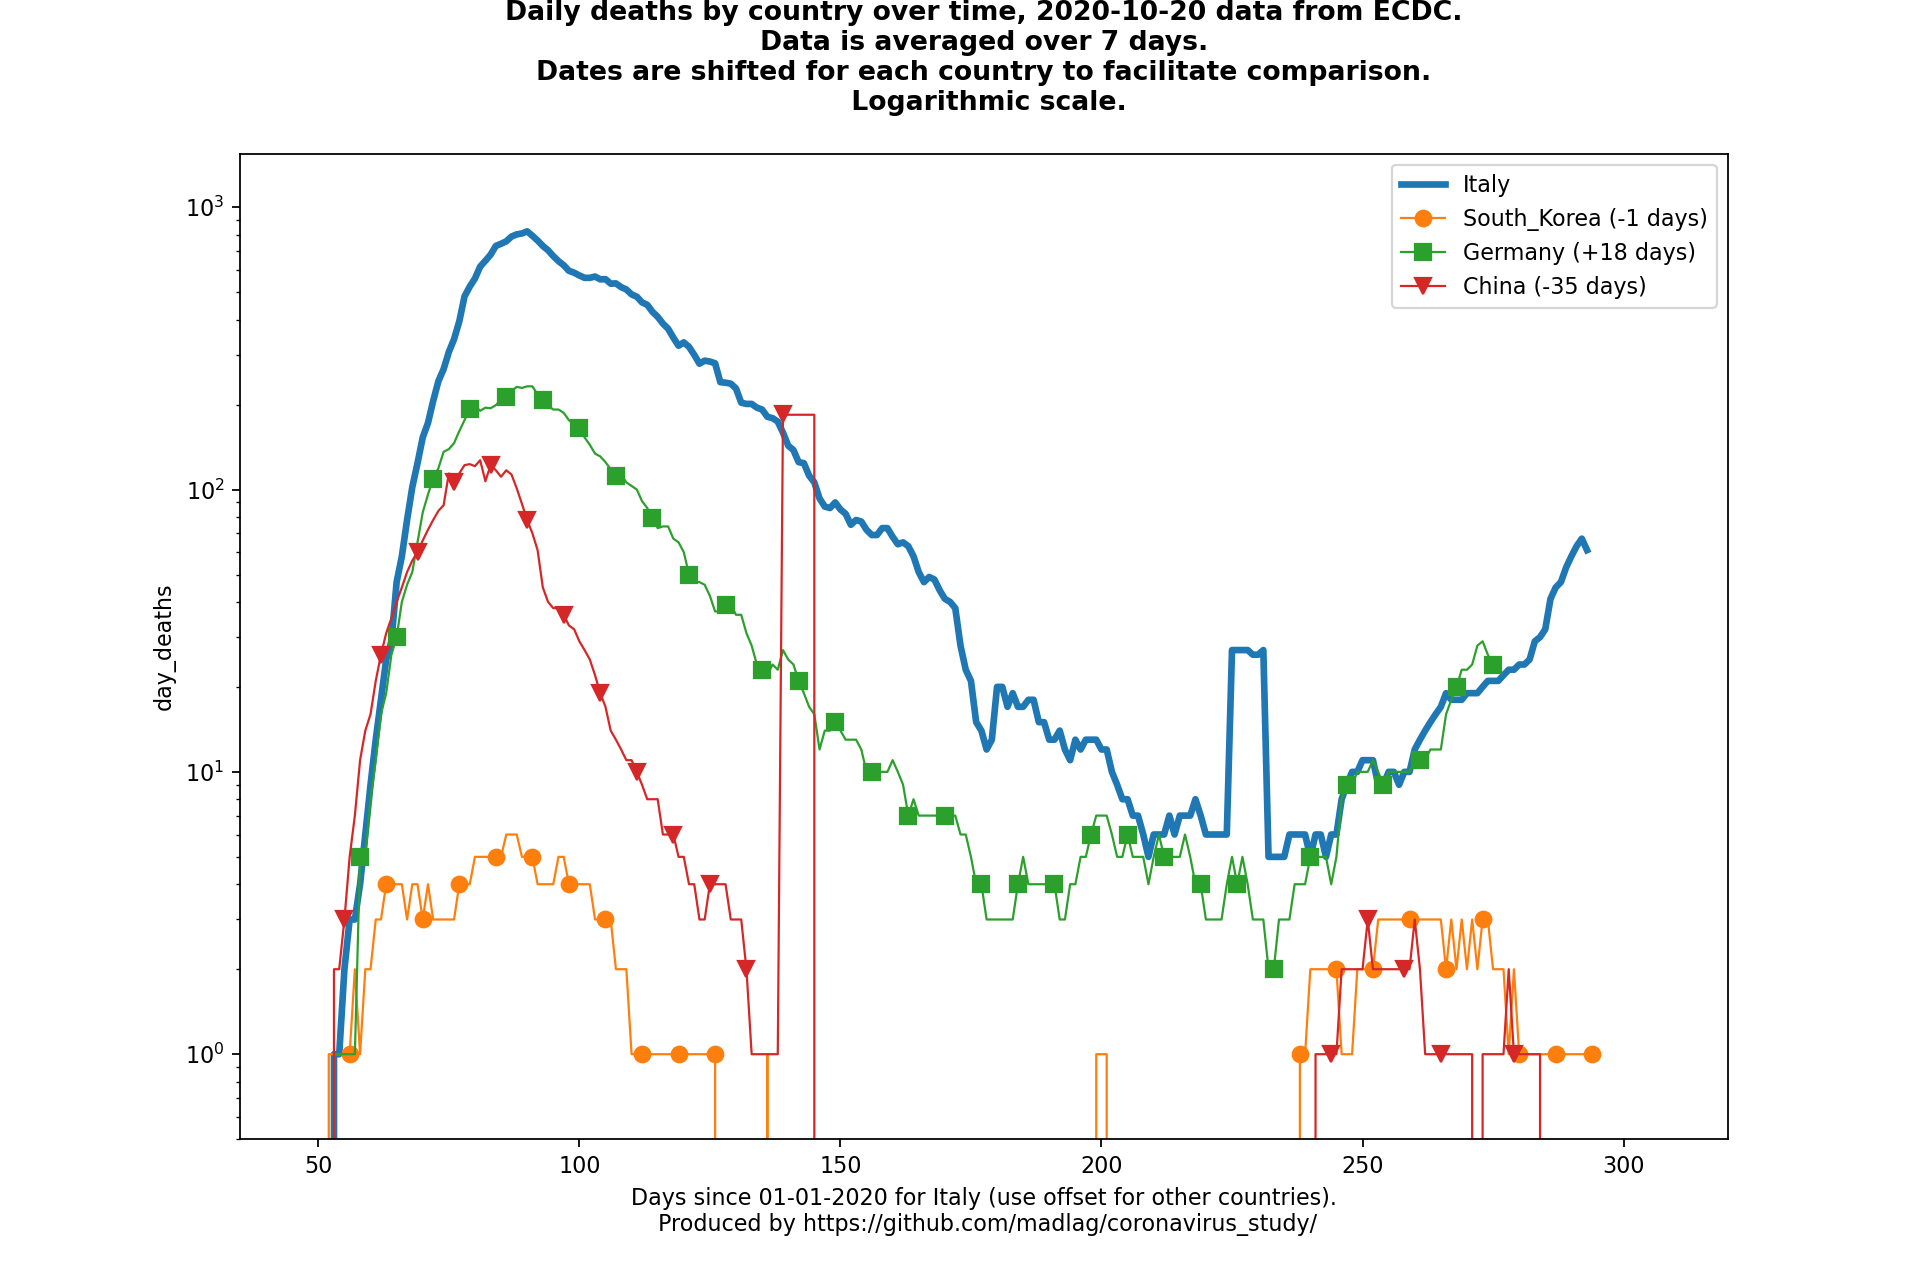 Daily deaths by country over time, 2020-10-20 data from ECDC.
Data is averaged over 7 days.
Dates are shifted for each country to facilitate comparison.
Logarithmic scale.
Italy
South_Korea (-1 days)
Germany (+18 days)
China (-35 days)
day_deaths
10³
10²
10¹
10⁰
50 100 150 200 250 300
Days since 01-01-2020 for Italy (use offset for other countries).
Produced by https://github.com/madlag/coronavirus_study/